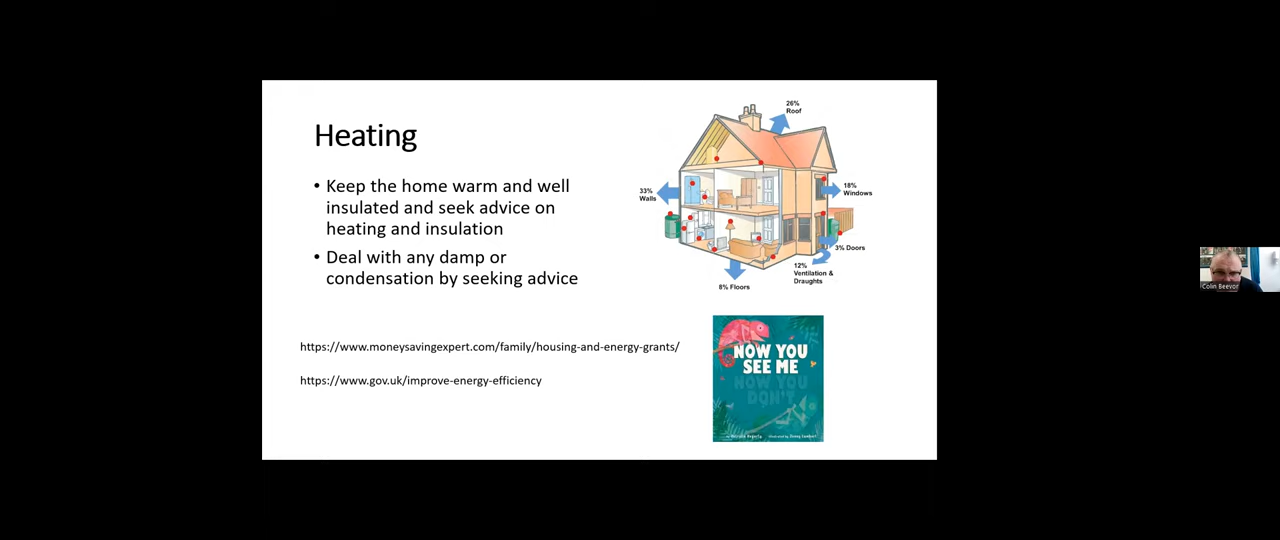 Heating
• Keep the home warm and well
insulated and seek advice on
heating and insulation
• Deal with any damp or
condensation by seeking advice
https://www.moneysavingexpert.com/family/housing-and-energy-grants/
https://www.gov.uk/improve-energy-efficiency
26%
Roof
33%
Walls
18%
Windows
3% Doors
12%
Ventilation &
Draughts
8% Floors
NOW YOU
SEE ME
NOW YOU
DON'T
Colin Beevor